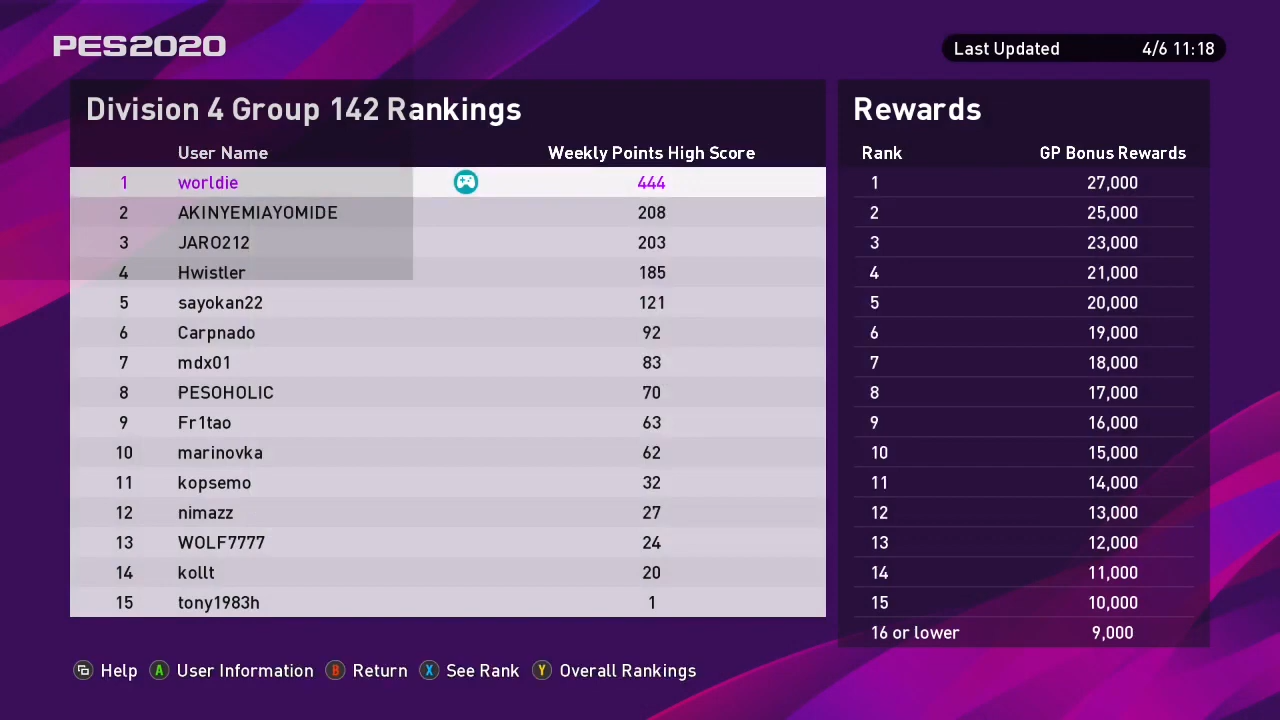 PES2020
Last Updated 4/6 11:18
Division 4 Group 142 Rankings
User Name Weekly Points High Score
1 worldie 444
2 AKINYEMIAYOMIDE 208
3 JARO212 203
4 Hwistler 185
5 sayokan22 121
6 Carpnado 92
7 mdx01 83
8 PESOHOLIC 70
9 Fr1tao 63
10 marinovka 62
11 kopsemo 32
12 nimazz 27
13 WOLF7777 24
14 kollt 20
15 tony1983h 1
Rewards
Rank GP Bonus Rewards
1 27,000
2 25,000
3 23,000
4 21,000
5 20,000
6 19,000
7 18,000
8 17,000
9 16,000
10 15,000
11 14,000
12 13,000
13 12,000
14 11,000
15 10,000
16 or lower 9,000
Help A User Information B Return X See Rank Y Overall Rankings